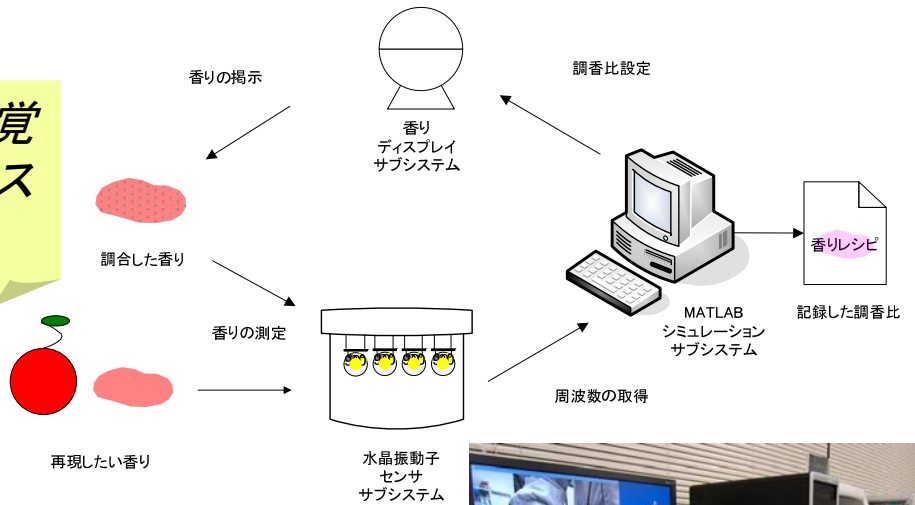 覚
ス
香りの掲示
調香比設定
香り
ディスプレイ
サブシステム
調合した香り
香りレシピ
MATLAB
シミュレーション
サブシステム
記録した調香比
香りの測定
周波数の取得
再現したい香り
水晶振動子
センサ
サブシステム